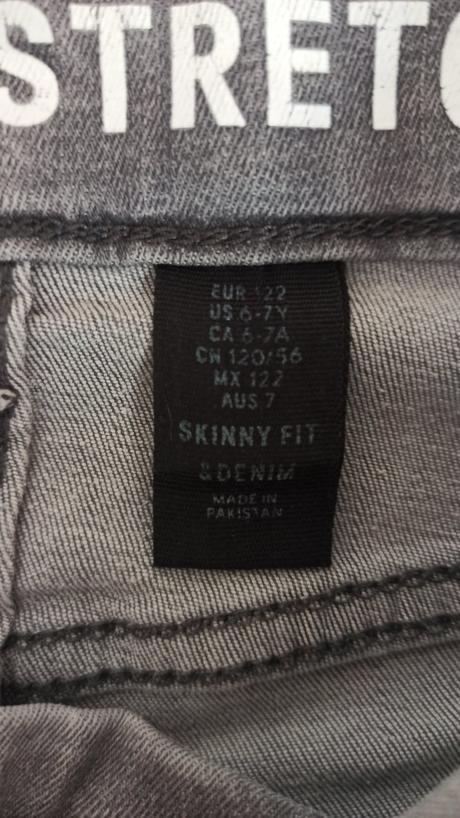 STRETC
EUR 122
US 6-7Y
CA 6-7A
CN 120/56
MX 122
AUS 7
SKINNY FIT
&DENIM
MADE IN
PAKISTAN